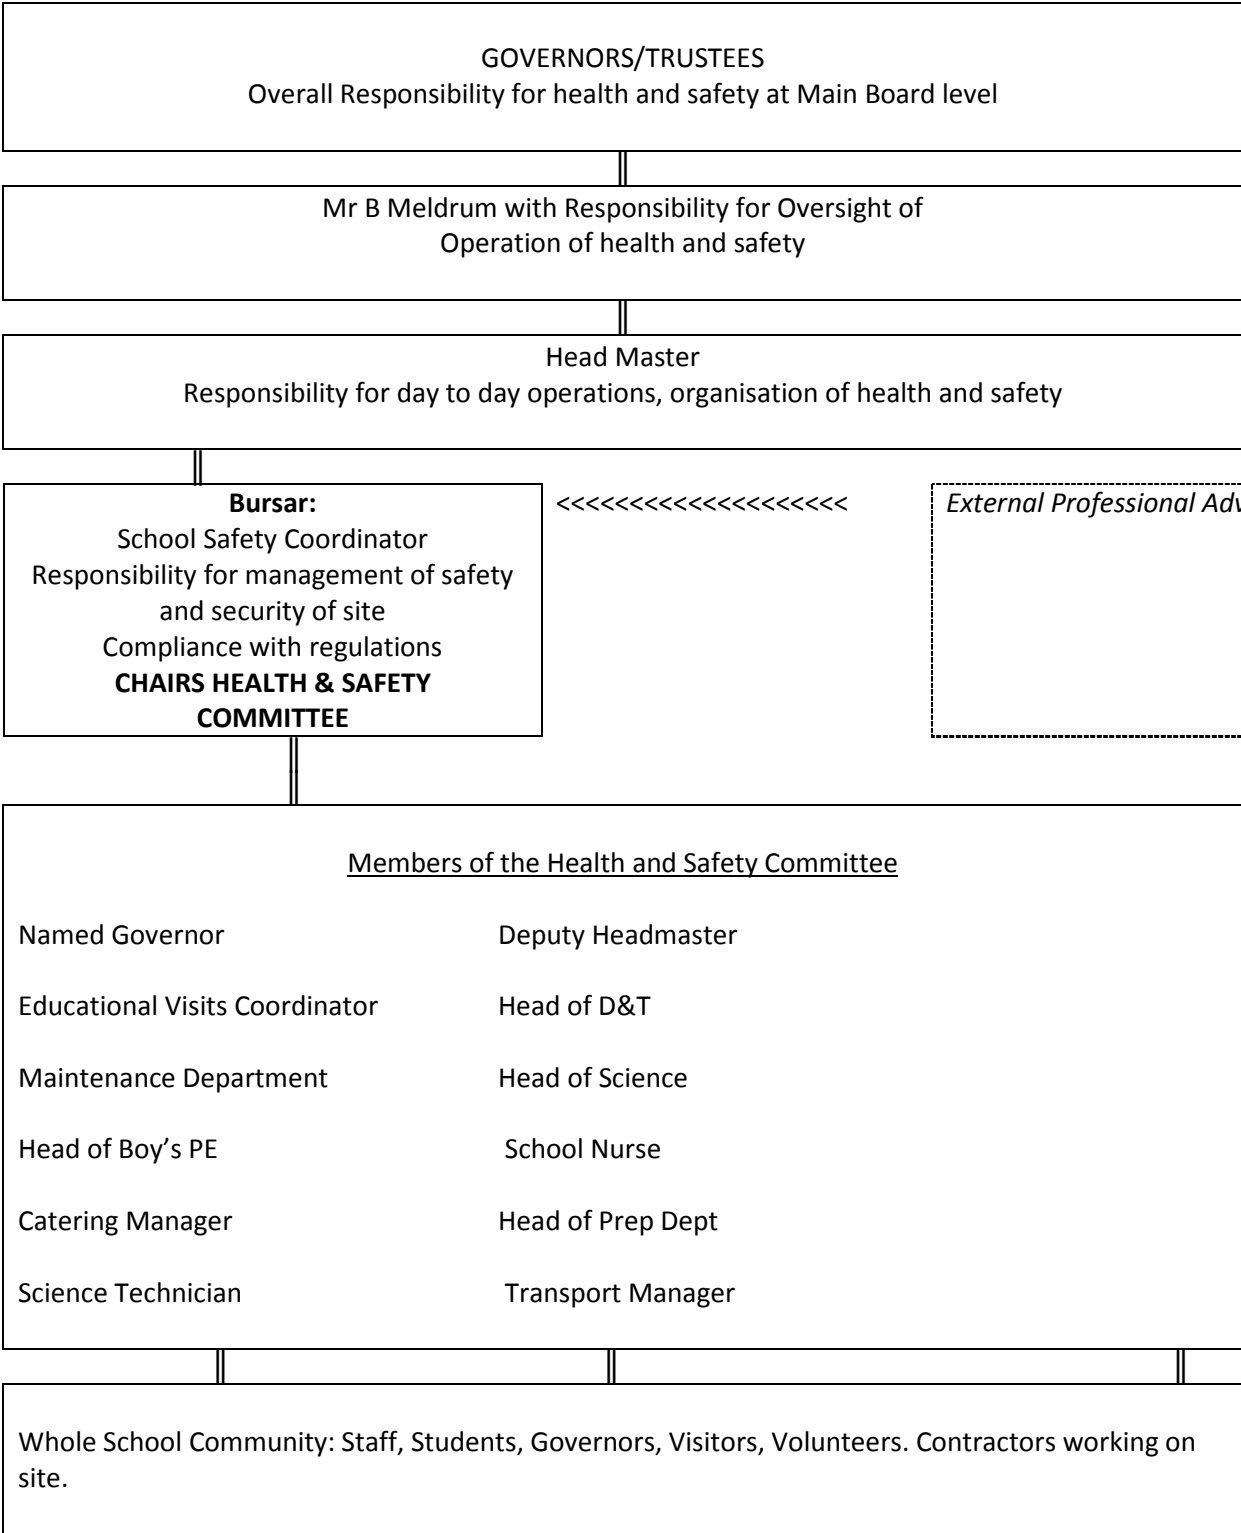 GOVERNORS/TRUSTEES
Overall Responsibility for health and safety at Main Board level
Mr B Meldrum with Responsibility for Oversight of
Operation of health and safety
Head Master
Responsibility for day to day operations, organisation of health and safety
Bursar:
School Safety Coordinator
Responsibility for management of safety
and security of site
Compliance with regulations
CHAIRS HEALTH & SAFETY
COMMITTEE
<<<<<<<<<<<<<<<<<<<<
External Professional
Members of the Health and Safety Committee
Named Governor Deputy Headmaster
Educational Visits Coordinator Head of D&T
Maintenance Department Head of Science
Head of Boy’s PE School Nurse
Catering Manager Head of Prep Dept
Science Technician Transport Manager
Whole School Community: Staff, Students, Governors, Visitors, Volunteers. Contractors working on
site.